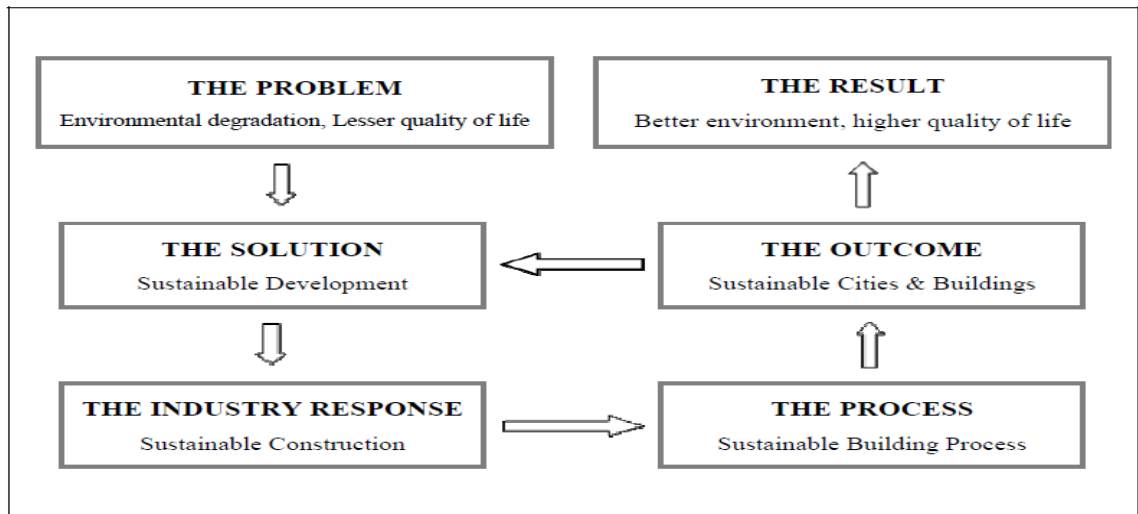 THE PROBLEM
Environmental degradation, Lesser quality of life
THE RESULT
Better environment, higher quality of life
THE SOLUTION
Sustainable Development
THE OUTCOME
Sustainable Cities & Buildings
THE INDUSTRY RESPONSE
Sustainable Construction
THE PROCESS
Sustainable Building Process